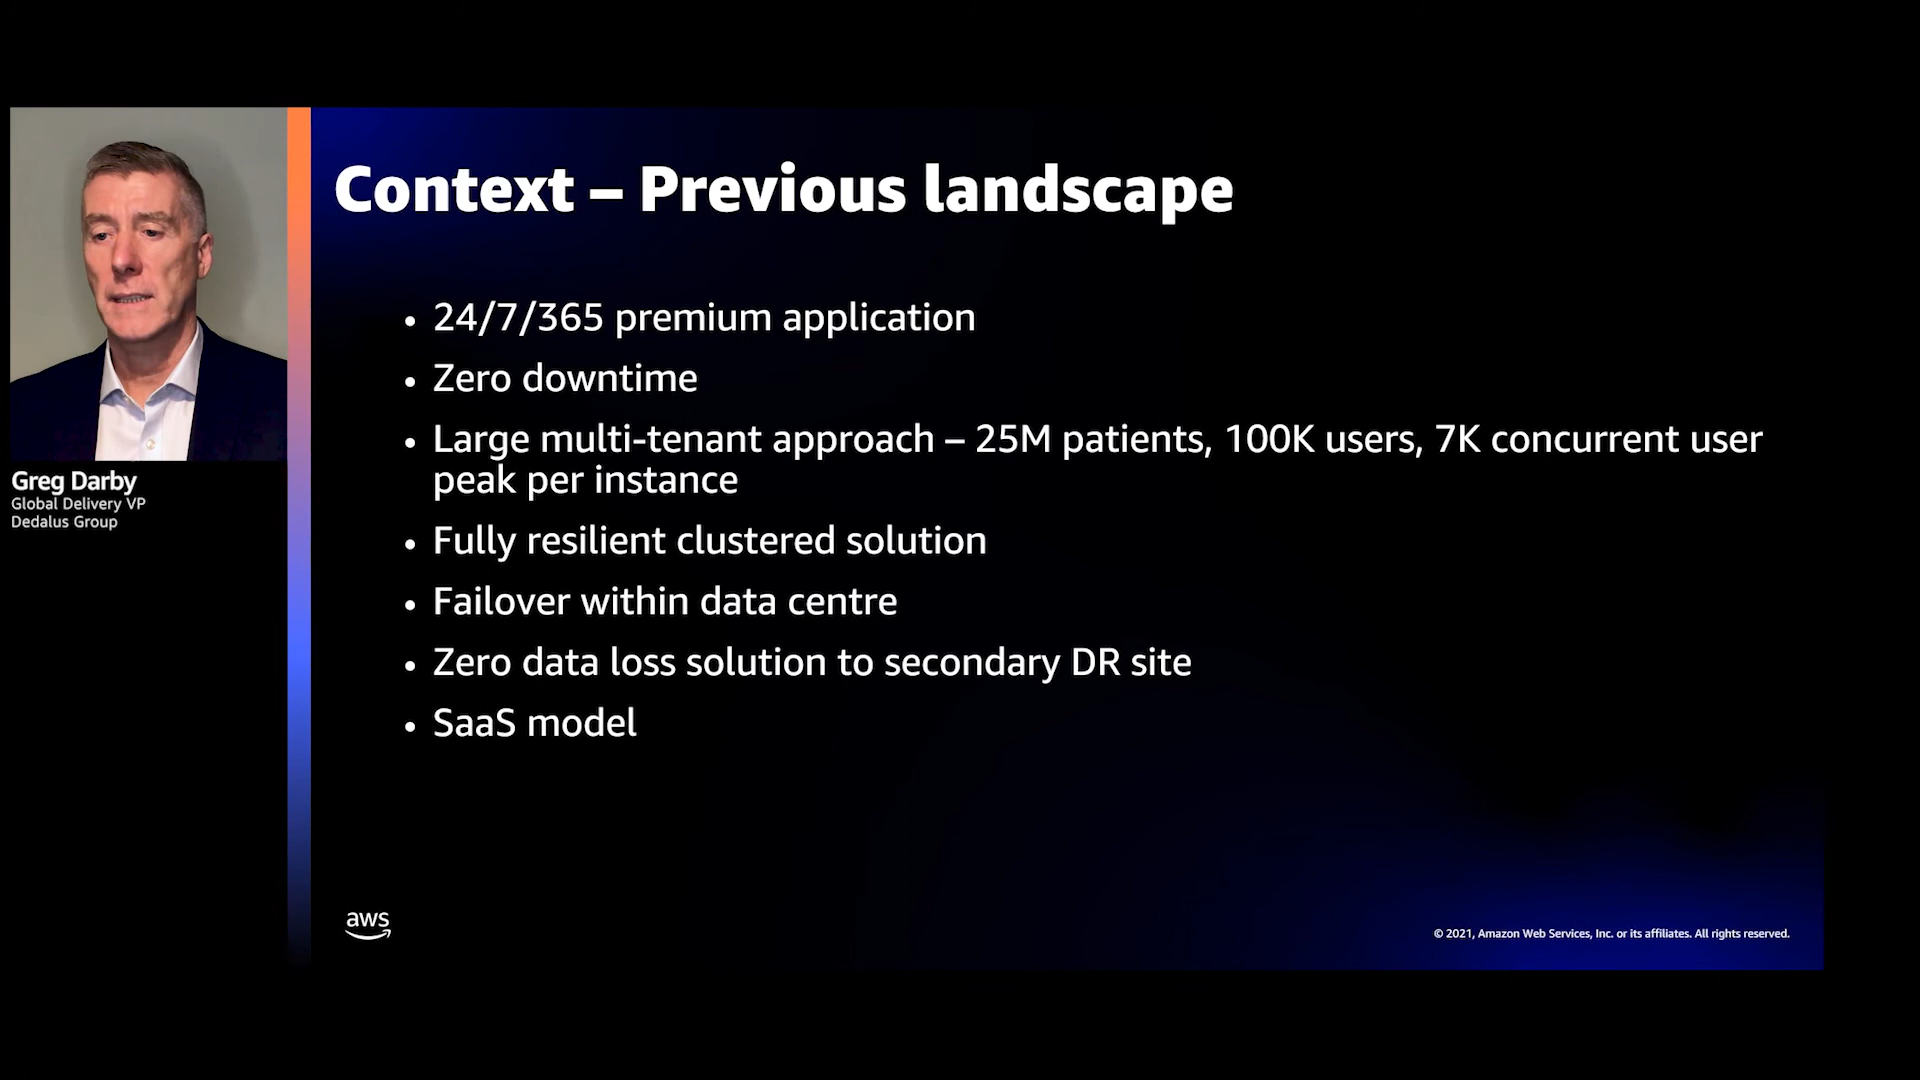 Context – Previous landscape
• 24/7/365 premium application
• Zero downtime
• Large multi-tenant approach – 25M patients, 100K users, 7K concurrent user
peak per instance
• Fully resilient clustered solution
• Failover within data centre
• Zero data loss solution to secondary DR site
• SaaS model
Greg Darby
Global Delivery VP
Dedalus Group
aws
© 2021, Amazon Web Services, Inc. or its affiliates. All rights reserved.